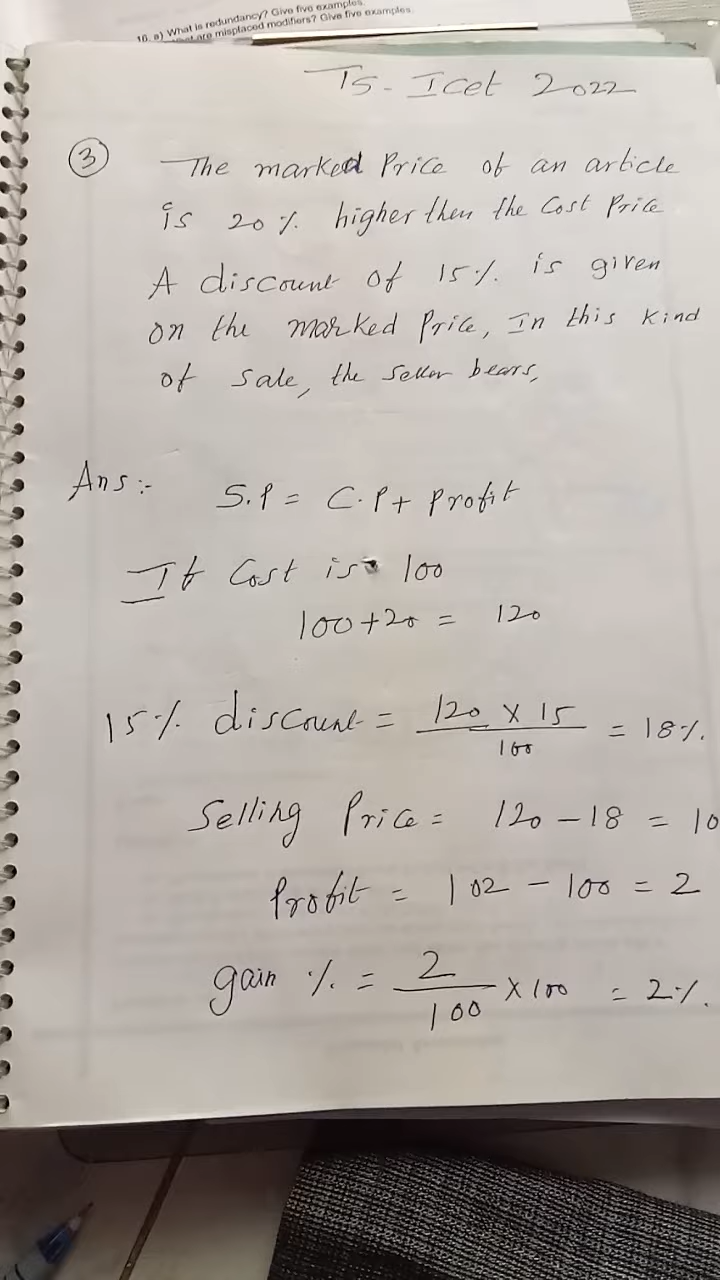 16. a) What is redundancy? Give five examples.
are misplaced modifiers? Give five examples.
Ts - Icet 2022
3 The marked Price of an article
is 20% higher then the Cost Price
A discount of 15% is given
on the marked Price, In this kind
of sale, the seller bears,
Ans :- S.P = C.P + Profit
If Cost is 100
100+20 = 120
15% discount = 120 X 15 / 100 = 18%
Selling Price = 120 - 18 = 10
Profit = 102 - 100 = 2
gain % = 2 / 100 X 100 = 2%.